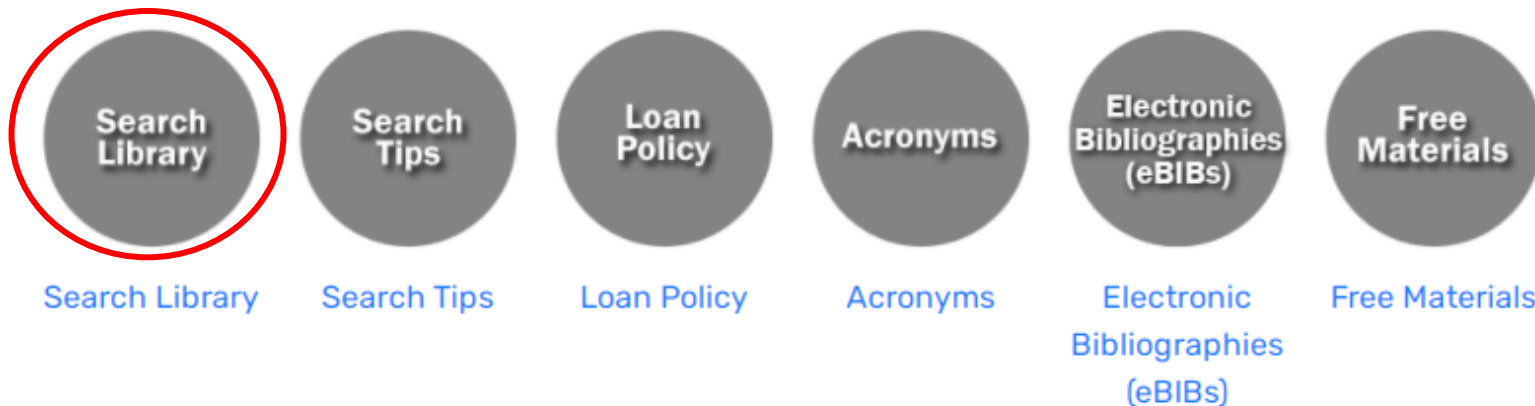 Search
Library
Search
Tips
Loan
Policy
Acronyms
Electronic
Bibliographies
(eBIBs)
Free
Materials
Search Library
Search Tips
Loan Policy
Acronyms
Electronic
Bibliographies
(eBIBs)
Free Materials